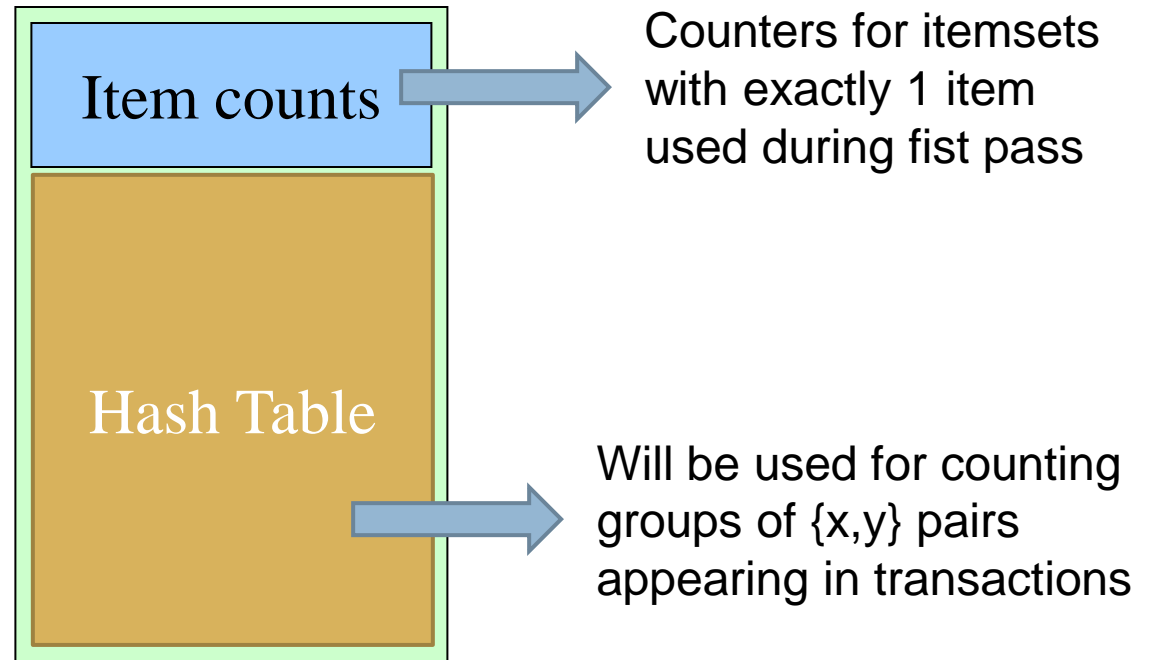 Item counts
Counters for itemsets
with exactly 1 item
used during fist pass
Hash Table
Will be used for counting
groups of {x,y} pairs
appearing in transactions